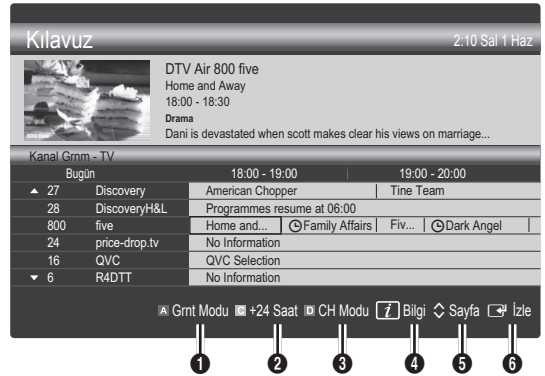 Kılavuz
2:10 Sal 1 Haz
DTV Air 800 five
Home and Away
18:00 - 18:30
Drama
Dani is devastated when scott makes clear his views on marriage...
Kanal Grnm - TV
Bugün 18:00 - 19:00 19:00 - 20:00
▲ 27 Discovery American Chopper Tine Team
28 DiscoveryH&L Programmes resume at 06:00
800 five Home and... Family Affairs Fiv... Dark Angel
24 price-drop.tv No Information
16 QVC QVC Selection
▼ 6 R4DTT No Information
A Grnt Modu +24 Saat D CH Modu i Bilgi Sayfa İzle
1 2 3 4 5 6